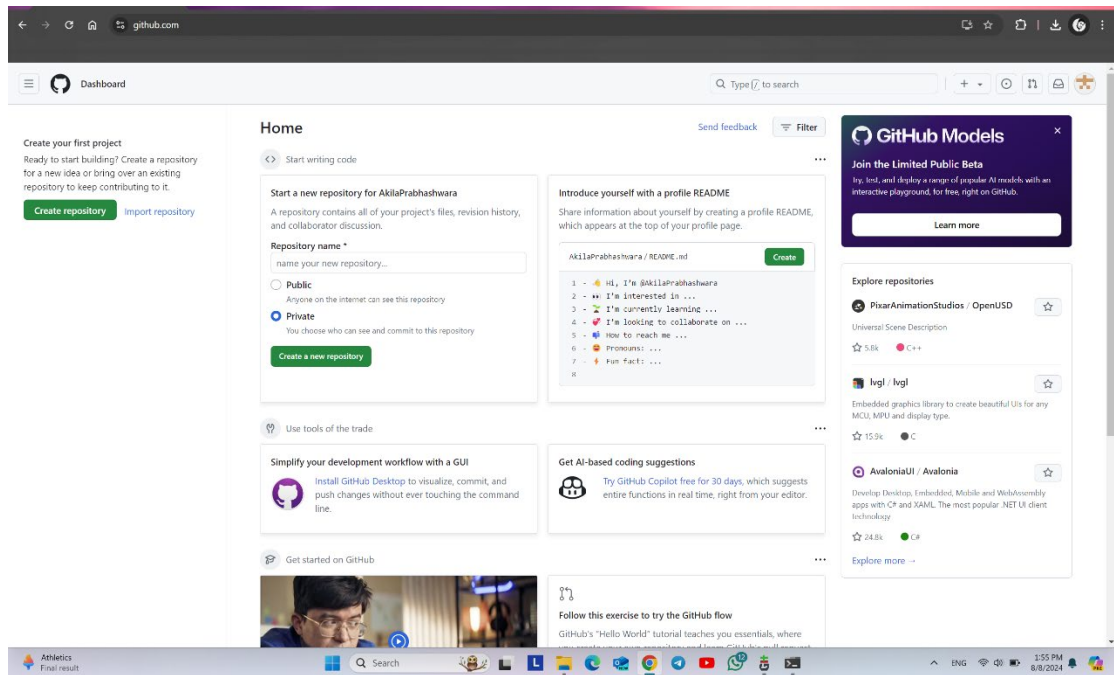 github.com
Dashboard
Type / to search
Create your first project
Ready to start building? Create a repository
for a new idea or bring over an existing
repository to keep contributing to it.
Create repository
Import repository
Home
Send feedback
Filter
Start writing code
Start a new repository for AkilaPrabhashwara
A repository contains all of your project's files, revision history,
and collaborator discussion.
Repository name *
name your new repository...
Public
Anyone on the internet can see this repository
Private
You choose who can see and commit to this repository
Create a new repository
Introduce yourself with a profile README
Share information about yourself by creating a profile README,
which appears at the top of your profile page.
AkilaPrabhashwara / README.md
Create
1 - 👋 Hi, I'm @AkilaPrabhashwara
2 - 👀 I'm interested in ...
3 - 🌱 I'm currently learning ...
4 - 💞️ I'm looking to collaborate on ...
5 - 📫 How to reach me ...
6 - 😄 Pronouns: ...
7 - ⚡ Fun fact: ...
8
Use tools of the trade
Simplify your development workflow with a GUI
Install GitHub Desktop to visualize, commit, and
push changes without ever touching the command
line.
Get AI-based coding suggestions
Try GitHub Copilot free for 30 days, which suggests
entire functions in real time, right from your editor.
Get started on GitHub
Follow this exercise to try the GitHub flow
GitHub's "Hello World" tutorial teaches you essentials, where
GitHub Models
Join the Limited Public Beta
Try, test, and deploy a range of popular AI models with an
interactive playground, for free, right on GitHub.
Learn more
Explore repositories
PixarAnimationStudios / OpenUSD
Universal Scene Description
5.8k C++
lvgl / lvgl
Embedded graphics library to create beautiful UIs for any
MCU, MPU and display type.
15.9k C
AvaloniaUI / Avalonia
Develop Desktop, Embedded, Mobile and WebAssembly
apps with C# and XAML. The most popular .NET UI client
technology
24.8k C#
Explore more →
Athletics
Final result
Search
ENG
1:55 PM
8/8/2024